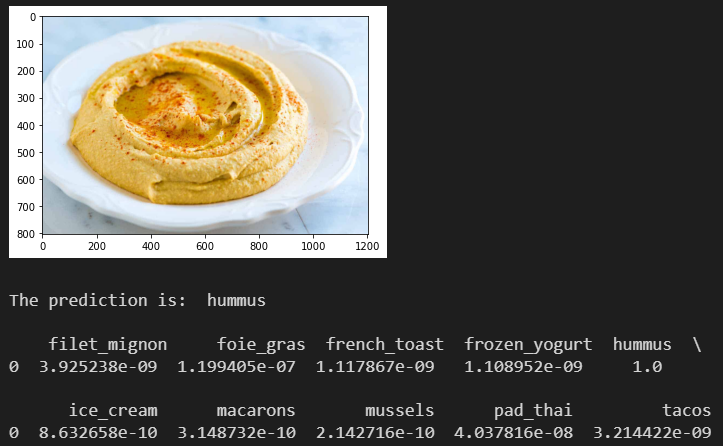 0
100
200
300
400
500
600
700
800
0 200 400 600 800 1000 1200
The prediction is:  hummus
filet_mignon foie_gras french_toast frozen_yogurt hummus \
0 3.925238e-09 1.199405e-07 1.117867e-09 1.108952e-09 1.0
ice_cream macarons mussels pad_thai tacos
0 8.632658e-10 3.148732e-10 2.142716e-10 4.037816e-08 3.214422e-09